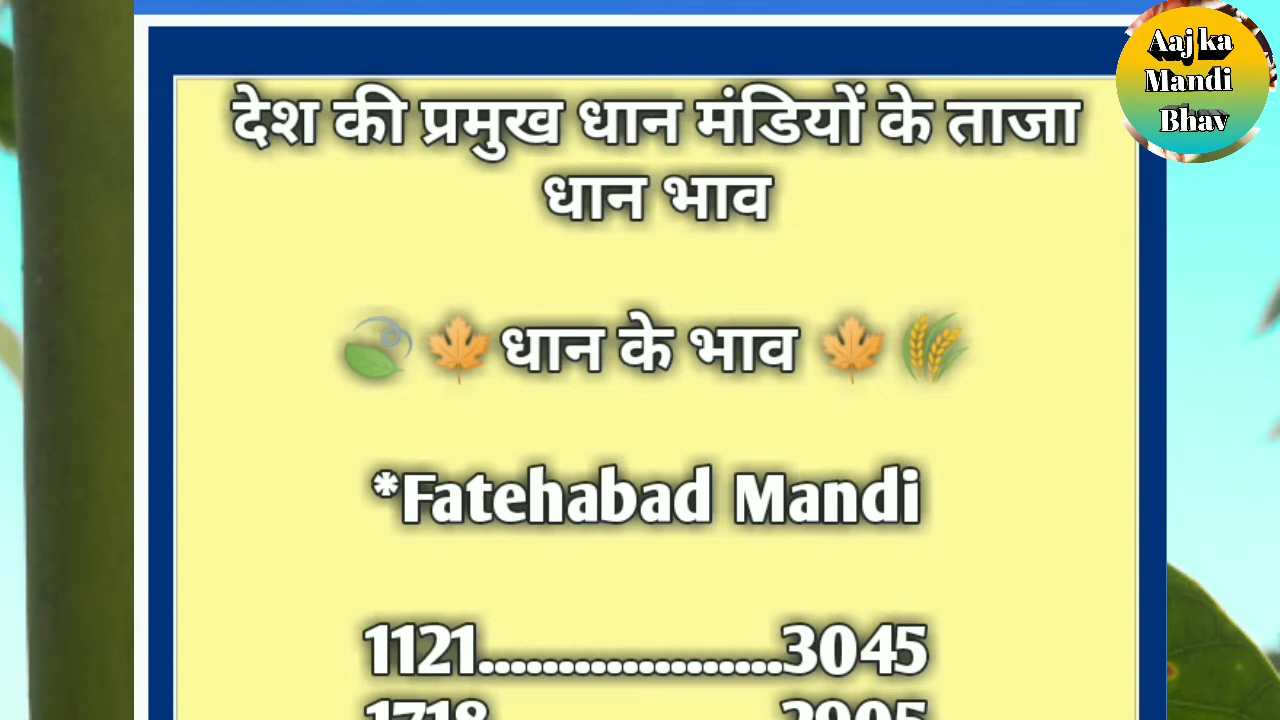 Aaj ka
Mandi
Bhav
देश की प्रमुख धान मंडियों के ताजा
धान भाव
धान के भाव
*Fatehabad Mandi
1121...................3045